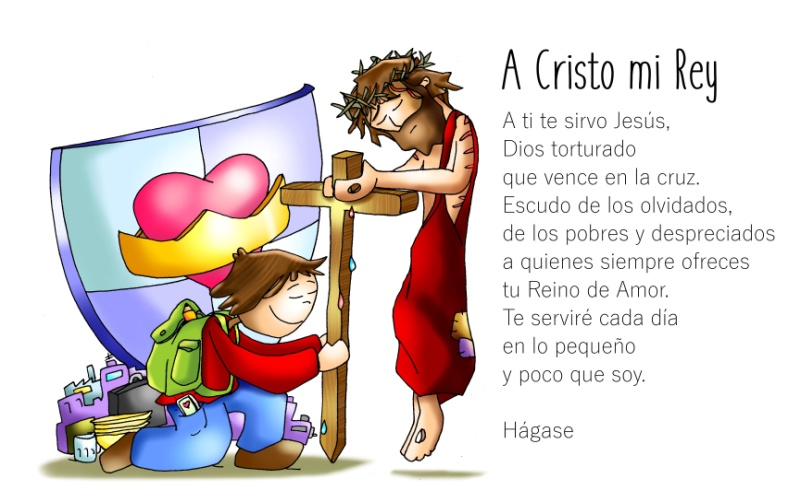 A Cristo mi Rey
A ti te sirvo Jesús,
Dios torturado
que vence en la cruz.
Escudo de los olvidados,
de los pobres y despreciados
a quienes siempre ofreces
tu Reino de Amor.
Te serviré cada día
en lo pequeño
y poco que soy.
Hágase